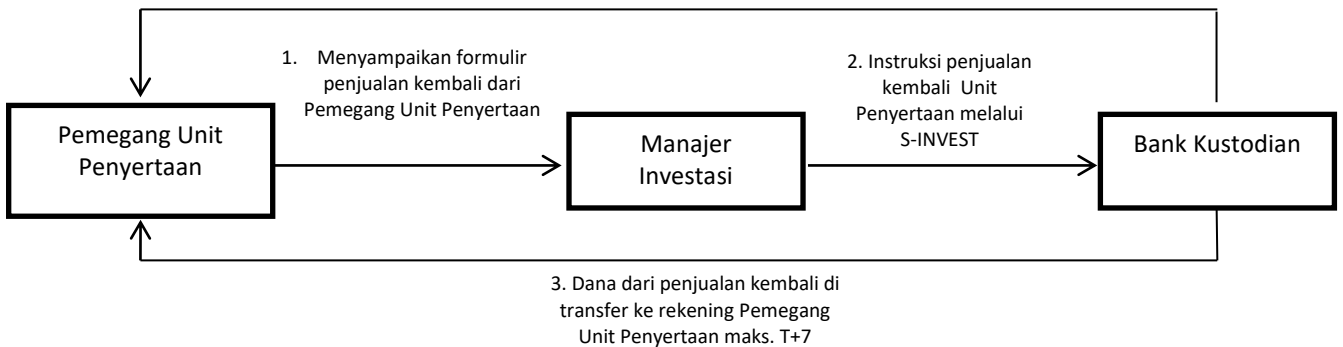 1. Menyampaikan formulir
penjualan kembali dari
Pemegang Unit Penyertaan
2. Instruksi penjualan
kembali Unit
Penyertaan melalui
S-INVEST
Pemegang Unit
Penyertaan
Manajer
Investasi
Bank Kustodian
3. Dana dari penjualan kembali di
transfer ke rekening Pemegang
Unit Penyertaan maks. T+7